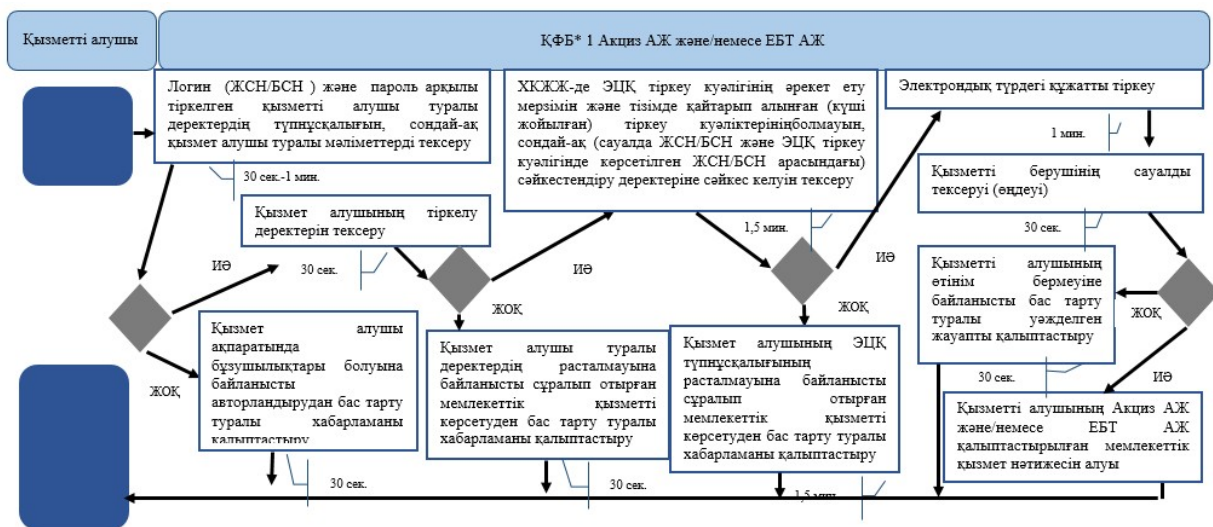 Қызметті алушы
ҚФБ* 1 Акциз АЖ және/немесе ЕБТ АЖ
Логин (ЖСН/БСН ) және пароль арқылы
тіркелген қызметті алушы туралы
деректердің түпнұсқалығын, сондай-ақ
қызмет алушы туралы мәліметтерді тексеру
30 сек.-1 мин.
Қызмет алушының тіркелу
деректерін тексеру
30 сек.
ИӘ
ЖОҚ
Қызмет алушы
ақпаратында
бұзушылықтары болуына
байланысты
авторландырудан бас тарту
туралы хабарламаны
қалыптастыру
30 сек.
ХКЖЖ-де ЭЦҚ тіркеу куәлігінің әрекет ету
мерзімін және тізімде қайтарып алынған (күші
жойылған) тіркеу куәліктерініңболмауын,
сондай-ақ (сауалда ЖСН/БСН және ЭЦҚ тіркеу
куәлігінде көрсетілген ЖСН/БСН арасындағы)
сәйкестендіру деректеріне сәйкес келуін тексеру
1,5 мин.
ИӘ
ЖОҚ
Қызмет алушы туралы
деректердің расталмауына
байланысты сұралып отырған
мемлекеттік қызметті
көрсетуден бас тарту туралы
хабарламаны қалыптастыру
30 сек.
ИӘ
ЖОҚ
Қызмет алушының ЭЦҚ
түпнұсқалығының
расталмауына байланысты
сұралып отырған
мемлекеттік қызметті
көрсетуден бас тарту туралы
хабарламаны қалыптастыру
1,5 мин.
Электрондық түрдегі құжатты тіркеу
1 мин.
Қызметті берушінің сауалды
тексеруі (өңдеуі)
30 сек.
Қызметті алушының
өтінім бермеуіне
байланысты бас тарту
туралы уәжделген
жауапты қалыптастыру
ЖОҚ
30 сек.
ИӘ
Қызметті алушының Акциз АЖ
және/немесе ЕБТ АЖ
қалыптастырылған мемлекеттік
қызмет нәтижесін алуы